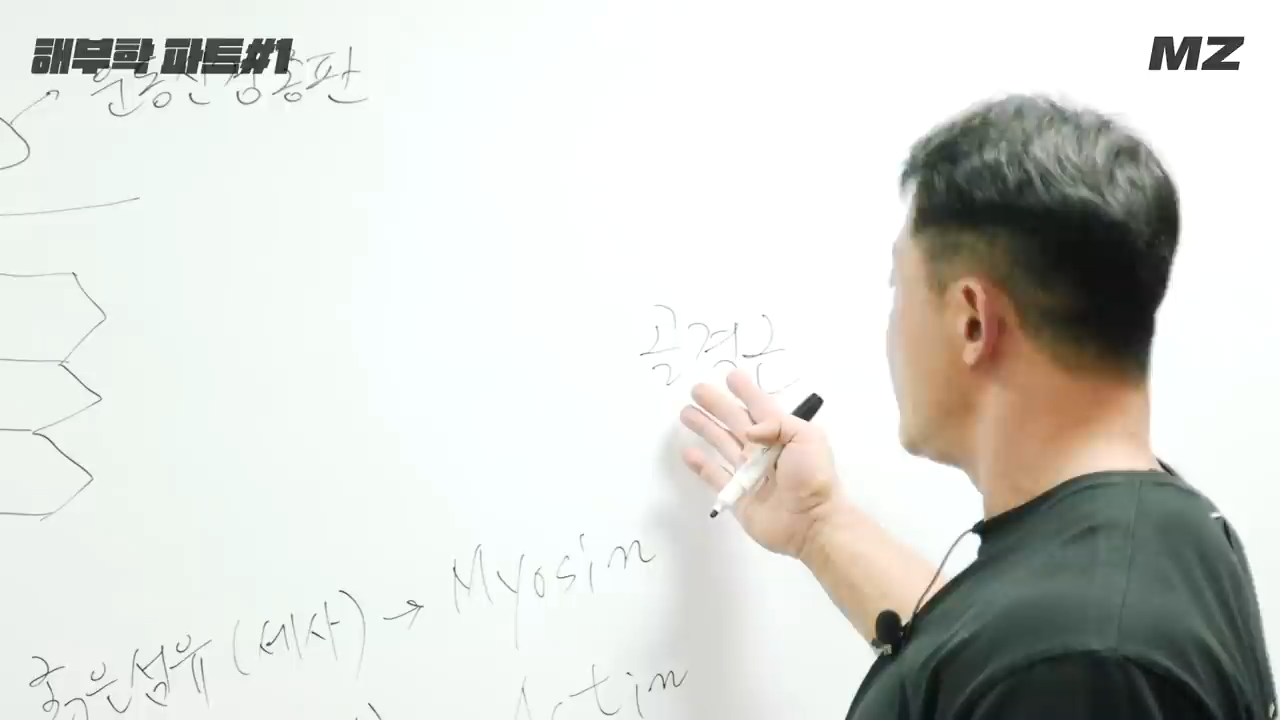 해부학 파트#1
MZ
운동신경종판
골격근
굵은섬유(세사) → Myosin
Actin